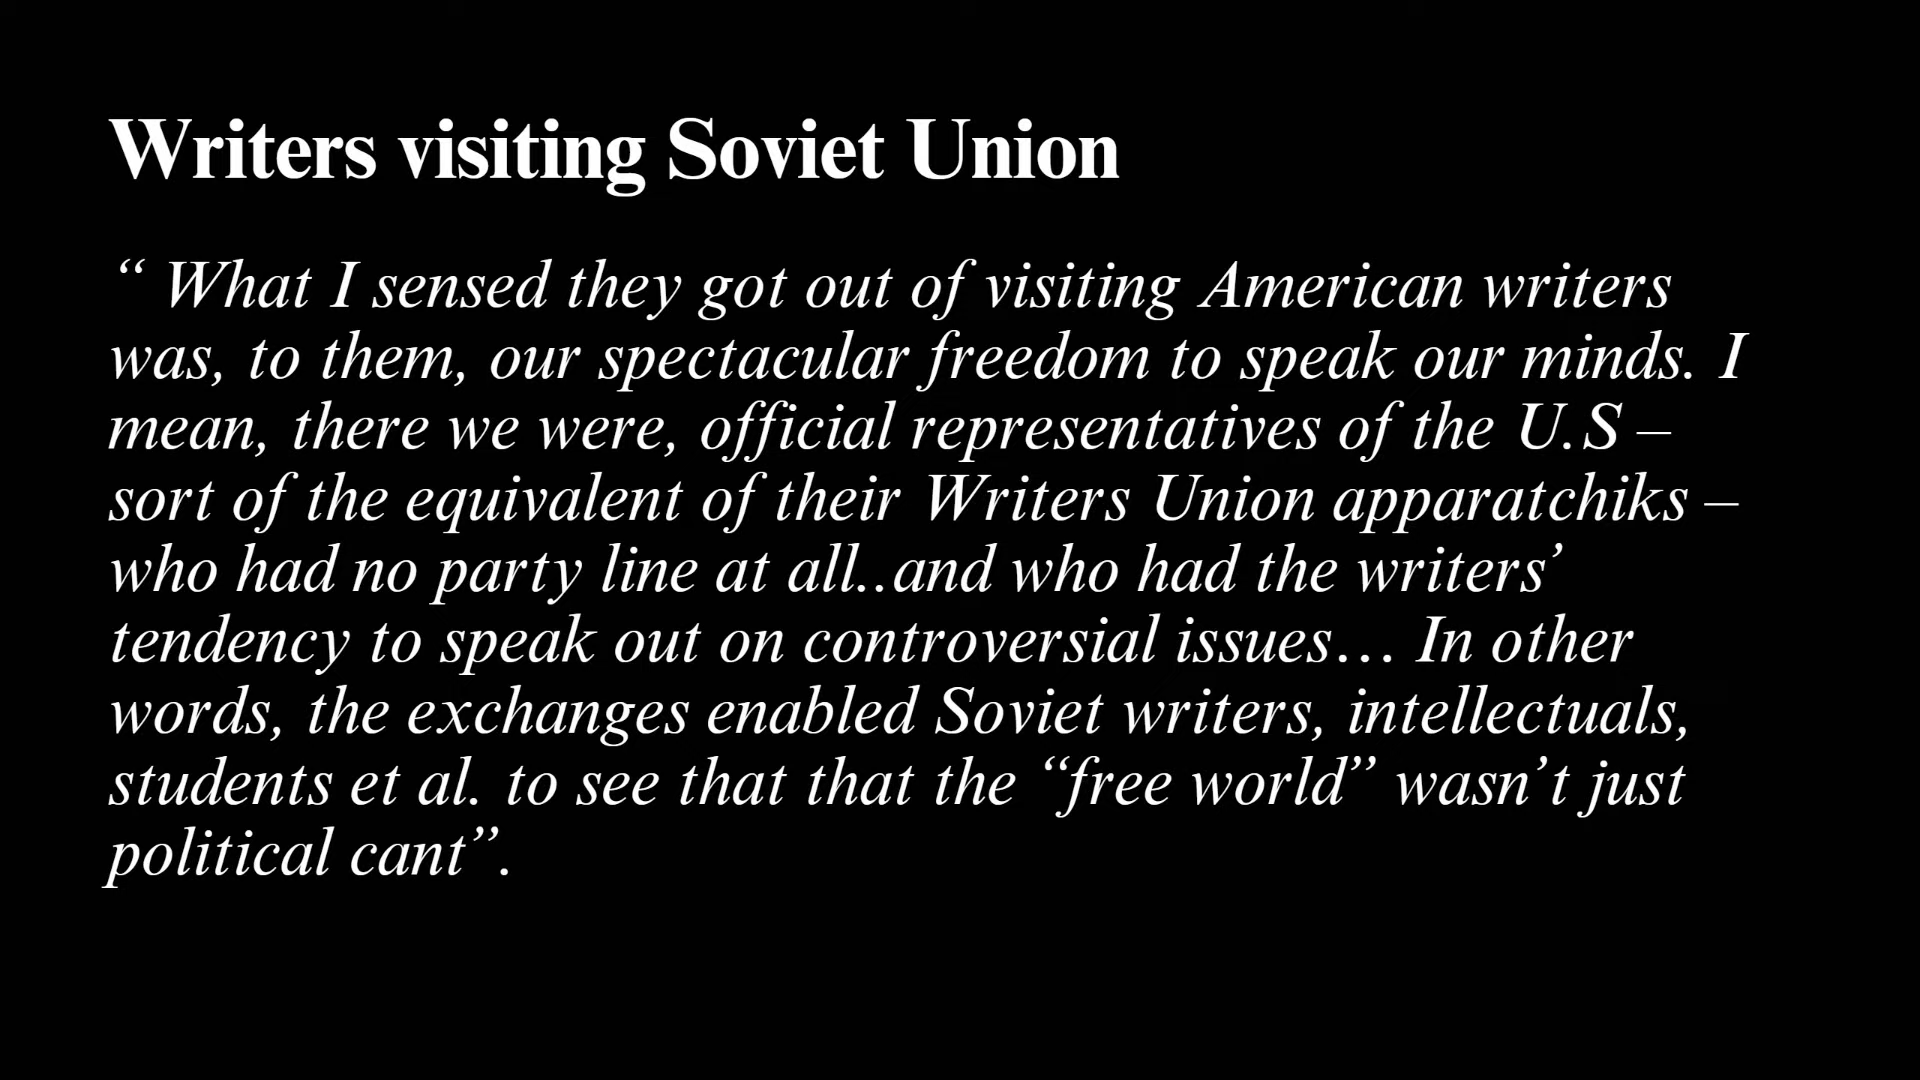 Writers visiting Soviet Union
“ What I sensed they got out of visiting American writers
was, to them, our spectacular freedom to speak our minds. I
mean, there we were, official representatives of the U.S –
sort of the equivalent of their Writers Union apparatchiks –
who had no party line at all..and who had the writers’
tendency to speak out on controversial issues… In other
words, the exchanges enabled Soviet writers, intellectuals,
students et al. to see that that the “free world” wasn’t just
political cant”.